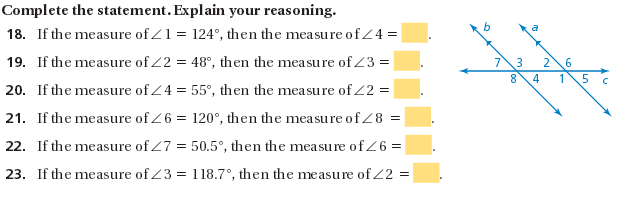 Complete the statement. Explain your reasoning.
18. If the measure of ∠1 = 124°, then the measure of ∠4 = .
19. If the measure of ∠2 = 48°, then the measure of ∠3 = .
20. If the measure of ∠4 = 55°, then the measure of ∠2 = .
21. If the measure of ∠6 = 120°, then the measure of ∠8 = .
22. If the measure of ∠7 = 50.5°, then the measure of ∠6 = .
23. If the measure of ∠3 = 118.7°, then the measure of ∠2 = .
b a
7 3 2 6
8 4 1 5 c